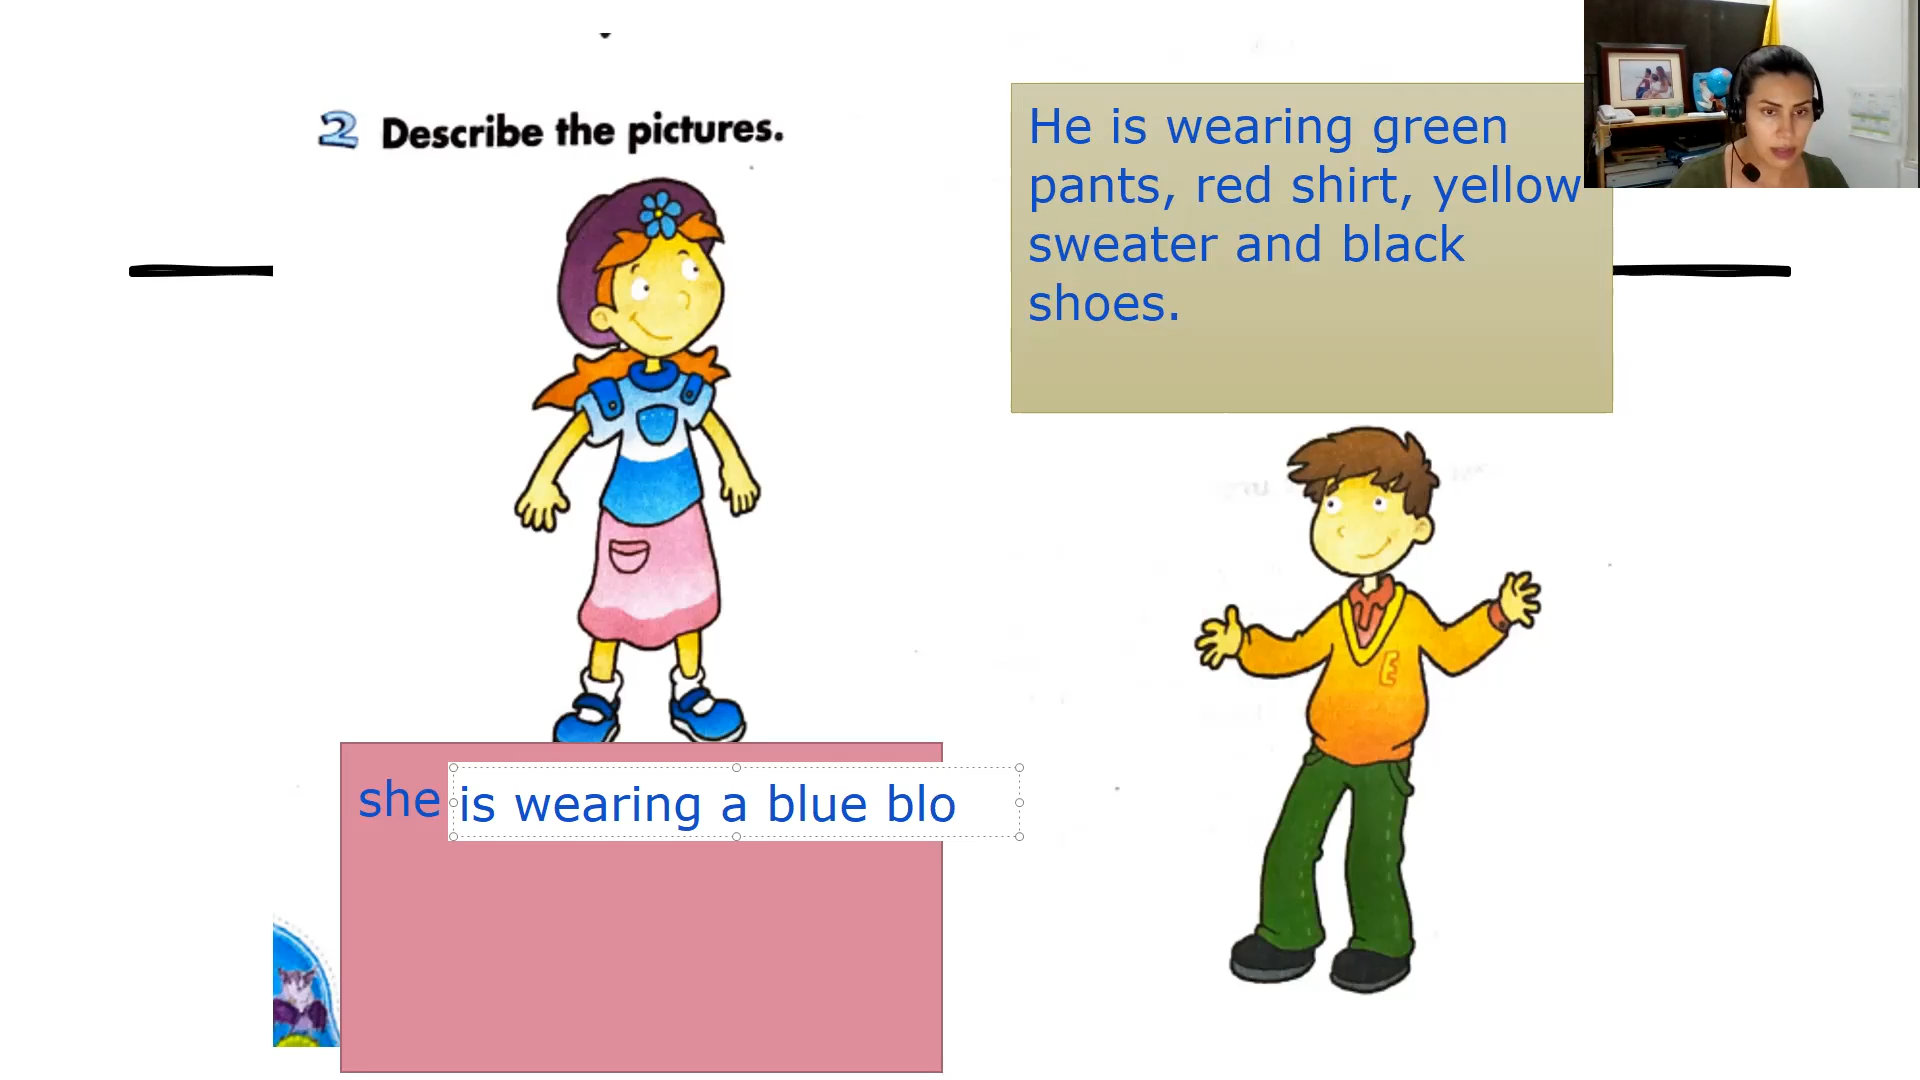 2 Describe the pictures.
He is wearing green
pants, red shirt, yellow
sweater and black
shoes.
E
she is wearing a blue blo